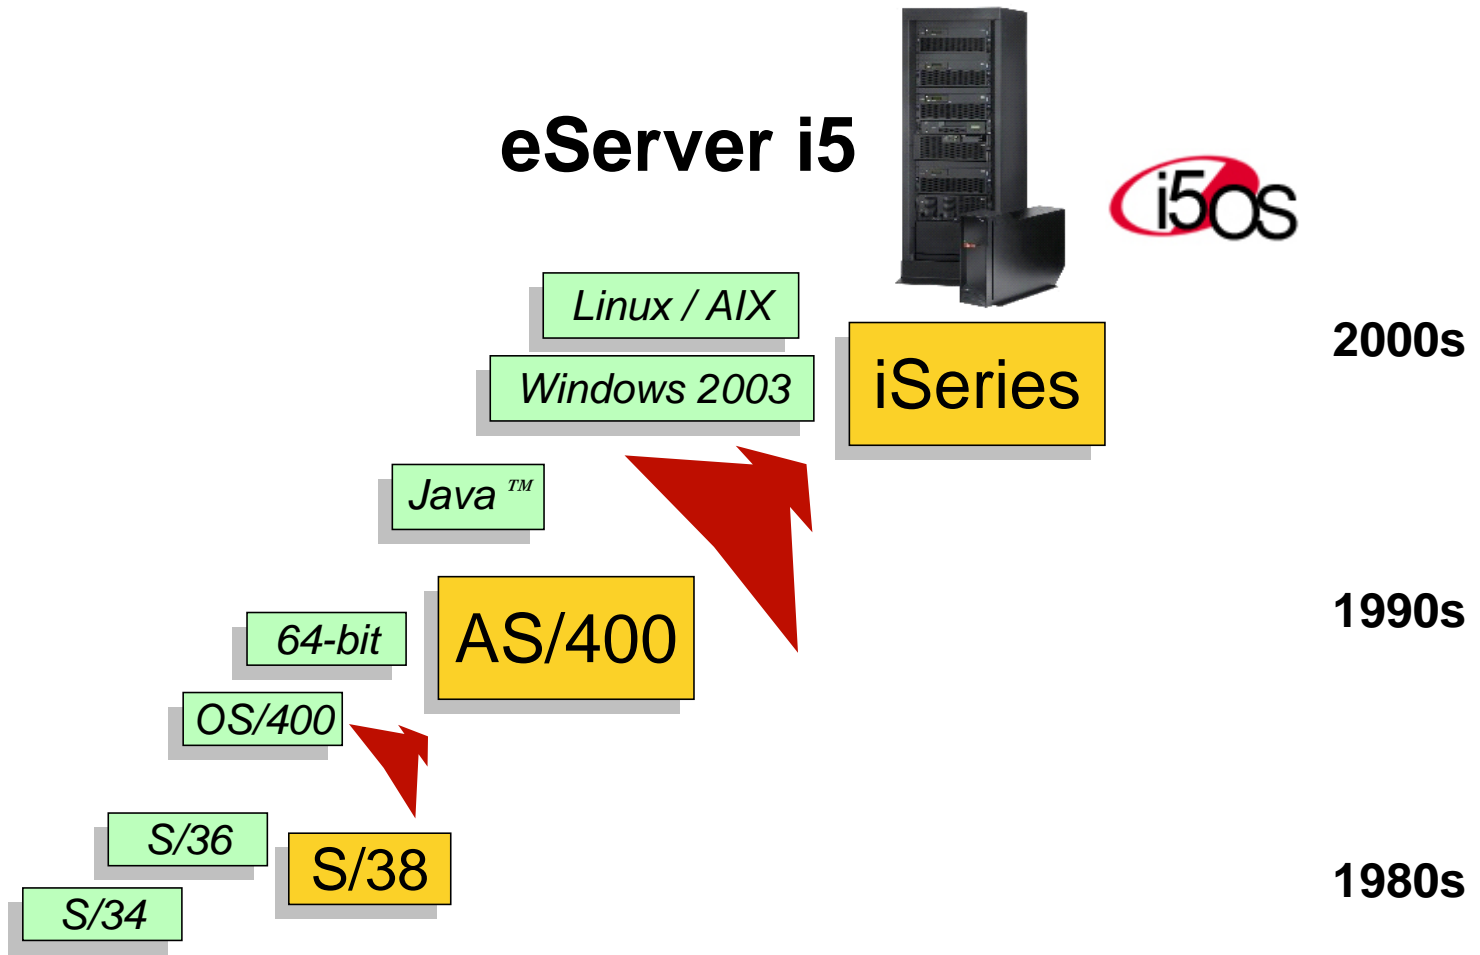 eServer i5
i5OS
Linux / AIX
2000s
Windows 2003
iSeries
Java ™
1990s
64-bit
AS/400
OS/400
S/36
S/38
1980s
S/34